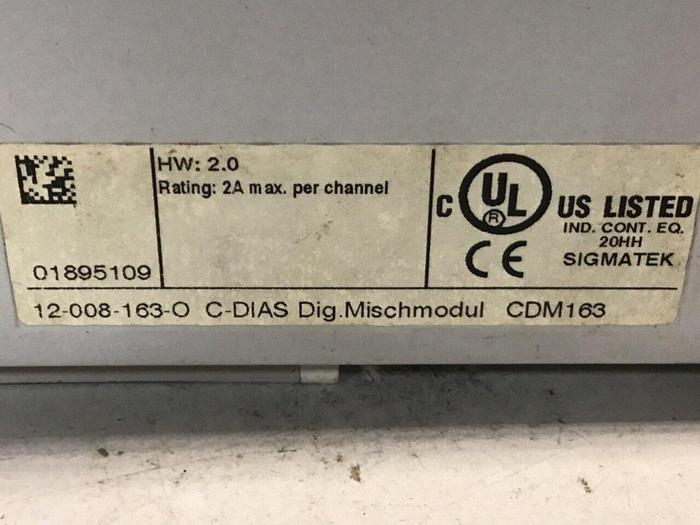 HW: 2.0
Rating: 2A max. per channel
01895109
C UL US LISTED
®
IND. CONT. EQ.
20HH
CE SIGMATEK
12-008-163-O C-DIAS Dig.Mischmodul CDM163